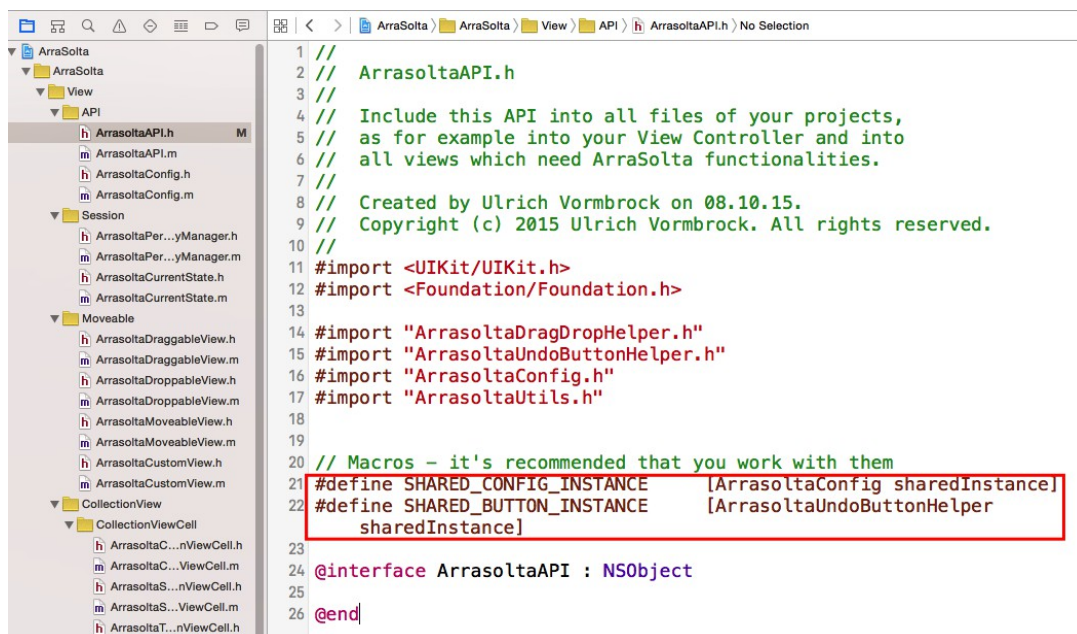 ArraSolta
ArraSolta
View
API
ArrasoltaAPI.h M
ArrasoltaAPI.m
ArrasoltaConfig.h
ArrasoltaConfig.m
Session
ArrasoltaPer...yManager.h
ArrasoltaPer...yManager.m
ArrasoltaCurrentState.h
ArrasoltaCurrentState.m
Moveable
ArrasoltaDraggableView.h
ArrasoltaDraggableView.m
ArrasoltaDroppableView.h
ArrasoltaDroppableView.m
ArrasoltaMoveableView.h
ArrasoltaMoveableView.m
ArrasoltaCustomView.h
ArrasoltaCustomView.m
CollectionView
CollectionViewCell
ArrasoltaC...nViewCell.h
ArrasoltaC...ViewCell.m
ArrasoltaS...nViewCell.h
ArrasoltaS...ViewCell.m
ArrasoltaT...nViewCell.h
ArraSolta ArraSolta View API ArrasoltaAPI.h No Selection
1 //
2 // ArrasoltaAPI.h
3 //
4 // Include this API into all files of your projects,
5 // as for example into your View Controller and into
6 // all views which need ArraSolta functionalities.
7 //
8 // Created by Ulrich Vormbrock on 08.10.15.
9 // Copyright (c) 2015 Ulrich Vormbrock. All rights reserved.
10 //
11 #import <UIKit/UIKit.h>
12 #import <Foundation/Foundation.h>
13
14 #import "ArrasoltaDragDropHelper.h"
15 #import "ArrasoltaUndoButtonHelper.h"
16 #import "ArrasoltaConfig.h"
17 #import "ArrasoltaUtils.h"
18
19
20 // Macros – it's recommended that you work with them
21 #define SHARED_CONFIG_INSTANCE [ArrasoltaConfig sharedInstance]
22 #define SHARED_BUTTON_INSTANCE [ArrasoltaUndoButtonHelper
sharedInstance]
23
24 @interface ArrasoltaAPI : NSObject
25
26 @end